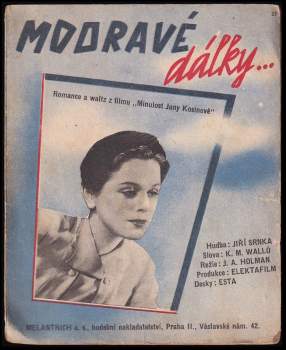 MODRAVÉ
dálky...
Romance a waltz z filmu „Minulost Jany Kosinové"
Hudba: JIŘÍ SRNKA
Slova: K. M. WALLÓ
Režie: J. A. HOLMAN
Produkce: ELEKTAFILM
Desky: ESTA
MELANTRICH a. s., hudební nakladatelství, Praha II., Václavské nám. 42.